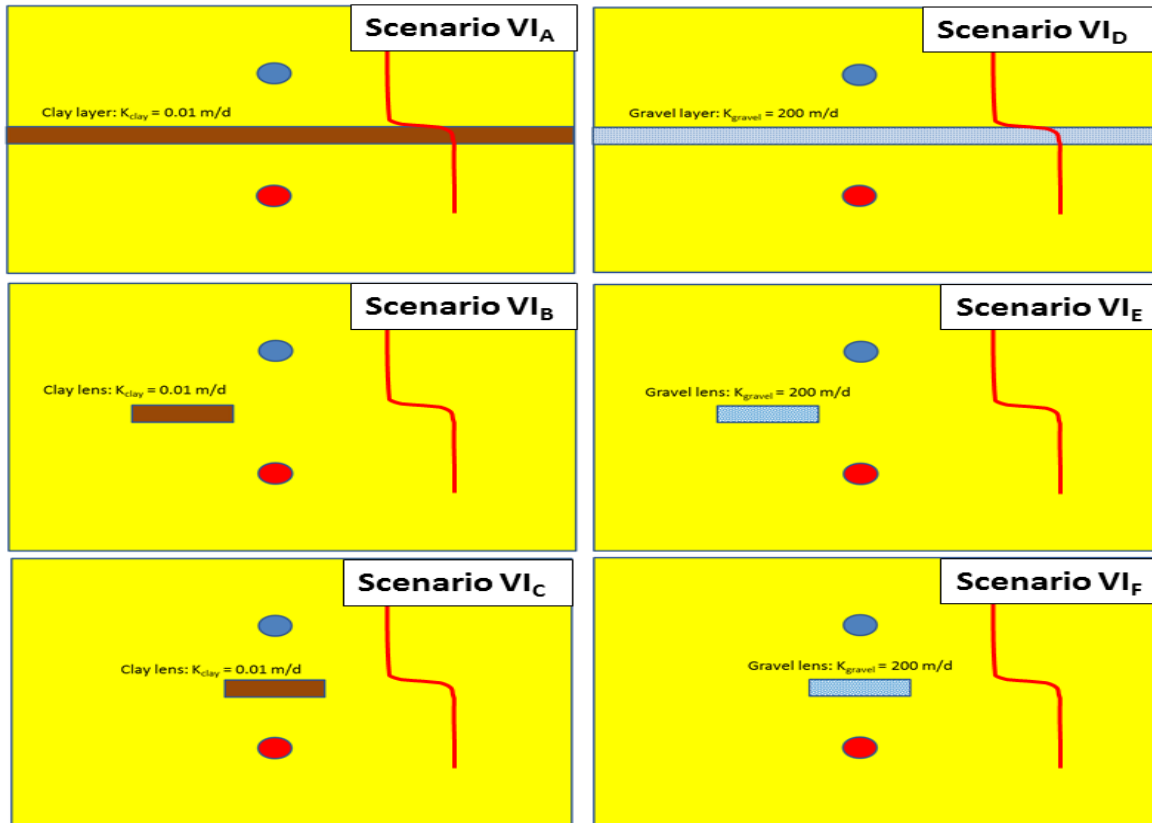 Scenario VIA
Clay layer: Kclay = 0.01 m/d
Scenario VID
Gravel layer: Kgravel = 200 m/d
Scenario VIB
Clay lens: Kclay = 0.01 m/d
Scenario VIE
Gravel lens: Kgravel = 200 m/d
Scenario VIC
Clay lens: Kclay = 0.01 m/d
Scenario VIF
Gravel lens: Kgravel = 200 m/d